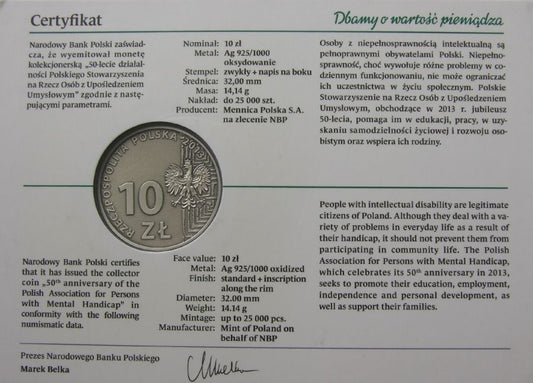 Certyfikat
Dbamy o wartość pieniądza
Narodowy Bank Polski zaświad-
cza, że wyemitował monetę
kolekcjonerską „50-lecie działal-
ności Polskiego Stowarzyszenia
na Rzecz Osób z Upośledzeniem
Umysłowym” zgodnie z nastę-
pującymi parametrami.
Nominał: 10 zł
Metal: Ag 925/1000
oksydowanie
Stempel: zwykły + napis na boku
Średnica: 32,00 mm
Masa: 14,14 g
Nakład: do 25 000 szt.
Producent: Mennica Polska S.A.
na zlecenie NBP
Osoby z niepełnosprawnością intelektualną są
pełnoprawnymi obywatelami Polski. Niepełno-
sprawność, choć wywołuje różne problemy w co-
dziennym funkcjonowaniu, nie może ograniczać
ich uczestnictwa w życiu społecznym. Polskie
Stowarzyszenie na Rzecz Osób z Upośledzeniem
Umysłowym, obchodzące w 2013 r. jubileusz
50-lecia, pomaga im w edukacji, pracy, w uzy-
skaniu samodzielności życiowej i rozwoju oso-
bistym oraz wspiera ich rodziny.
RZECZPOSPOLITA POLSKA 2013
10
ZŁ
Narodowy Bank Polski certifies
that it has issued the collector
coin „50th anniversary of the
Polish Association for Persons
with Mental Handicap” in
conformity with the following
numismatic data.
Face value: 10 zł
Metal: Ag 925/1000 oxidized
Finish: standard + inscription
along the rim
Diameter: 32.00 mm
Weight: 14.14 g
Mintage: up to 25,000 pcs.
Manufacturer: Mint of Poland on
behalf of NBP
People with intellectual disability are legitimate
citizens of Poland. Although they deal with a va-
riety of problems in everyday life as a result of
their handicap, it should not prevent them from
participating in community life. The Polish
Association for Persons with Mental Handicap,
which celebrates its 50th anniversary in 2013,
seeks to promote their education, employment,
independence and personal development, as
well as support their families.
Prezes Narodowego Banku Polskiego
Marek Belka